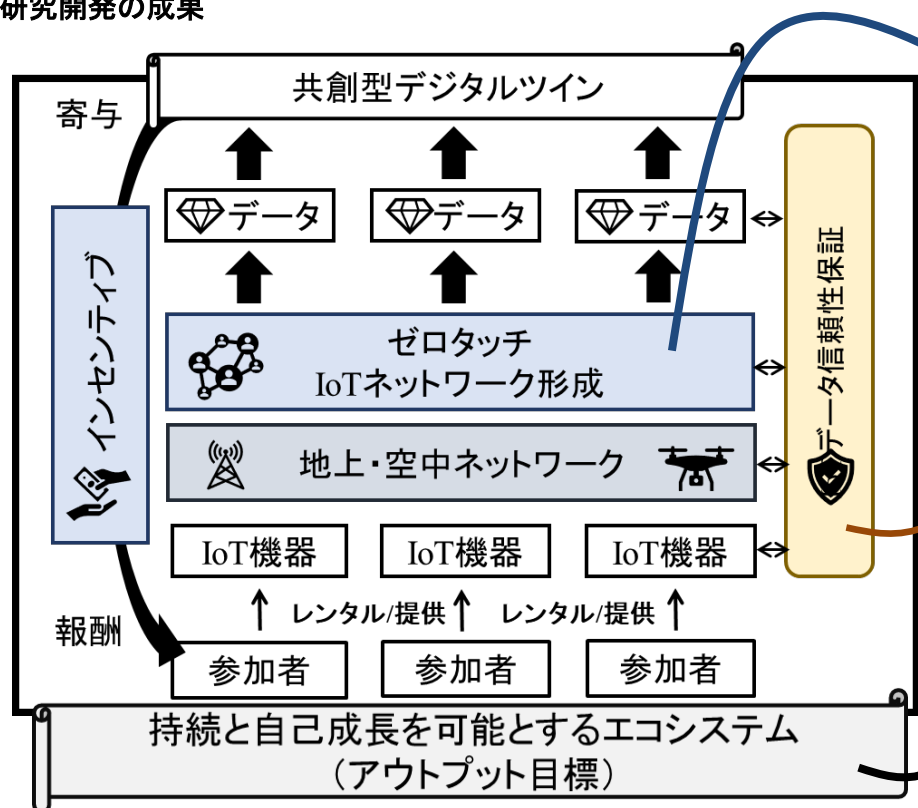 研究開発の成果
共創型デジタルツイン
寄与
データ
データ
データ
インセンティブ
データ信頼性保証
ゼロタッチ
IoTネットワーク形成
地上・空中ネットワーク
IoT機器
IoT機器
IoT機器
レンタル/提供
レンタル/提供
報酬
参加者
参加者
参加者
持続と自己成長を可能とするエコシステム
（アウトプット目標）